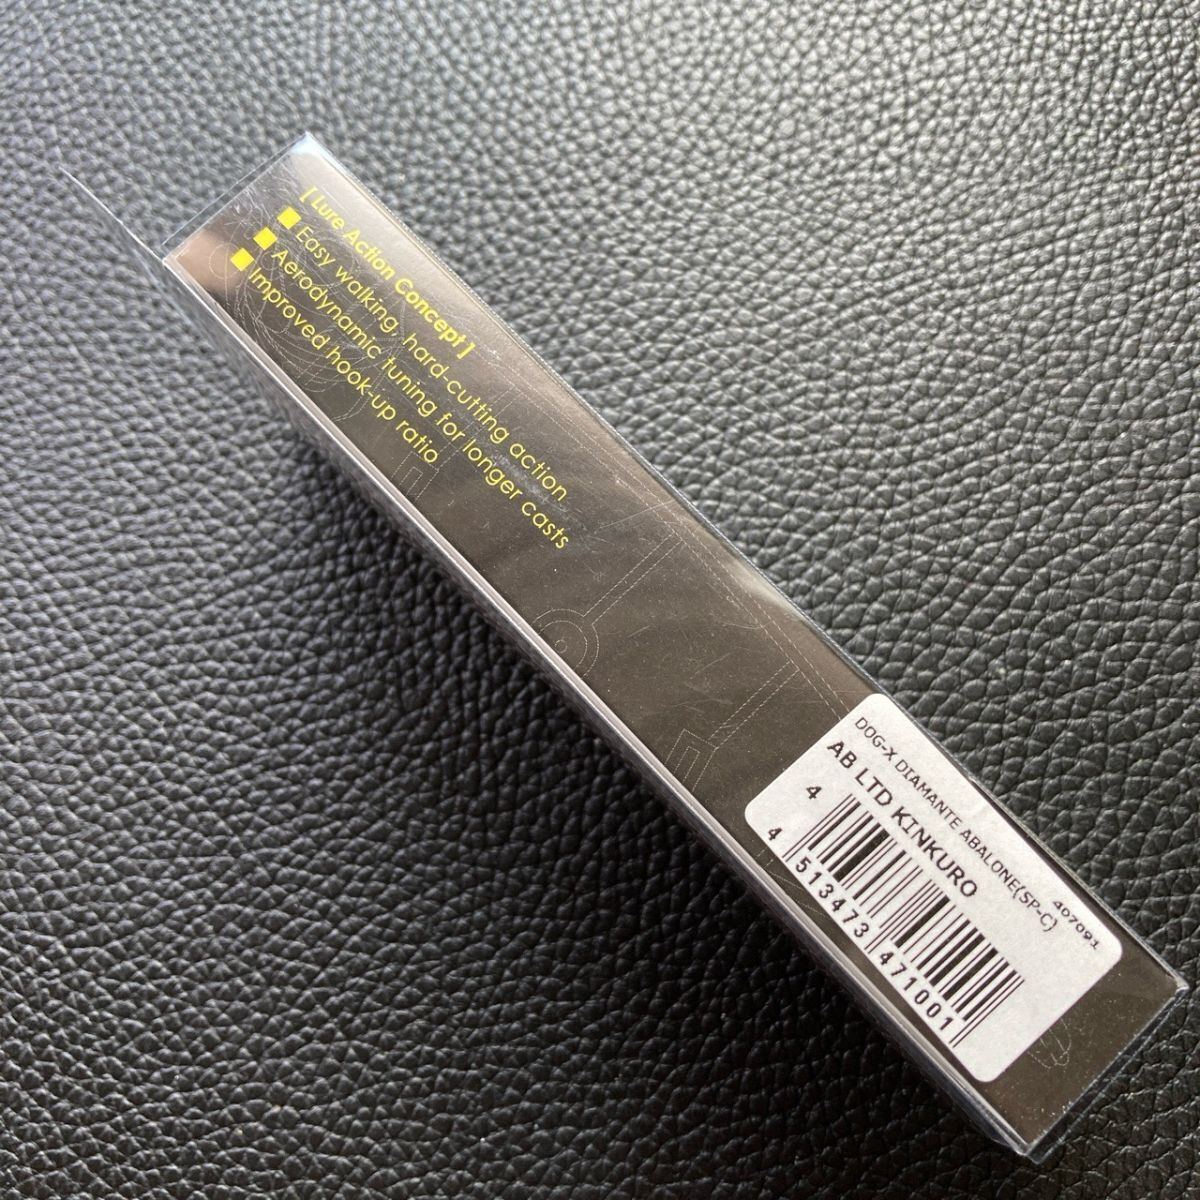 [ Lure Action Concept ]
■ Easy walking, hard-cutting action
■ Aerodynamic tuning for longer casts
■ Improved hook-up ratio
407091
DOG-X DIAMANTE ABALONE(SP-C)
AB LTD KINKURO
4
4 513473 471001